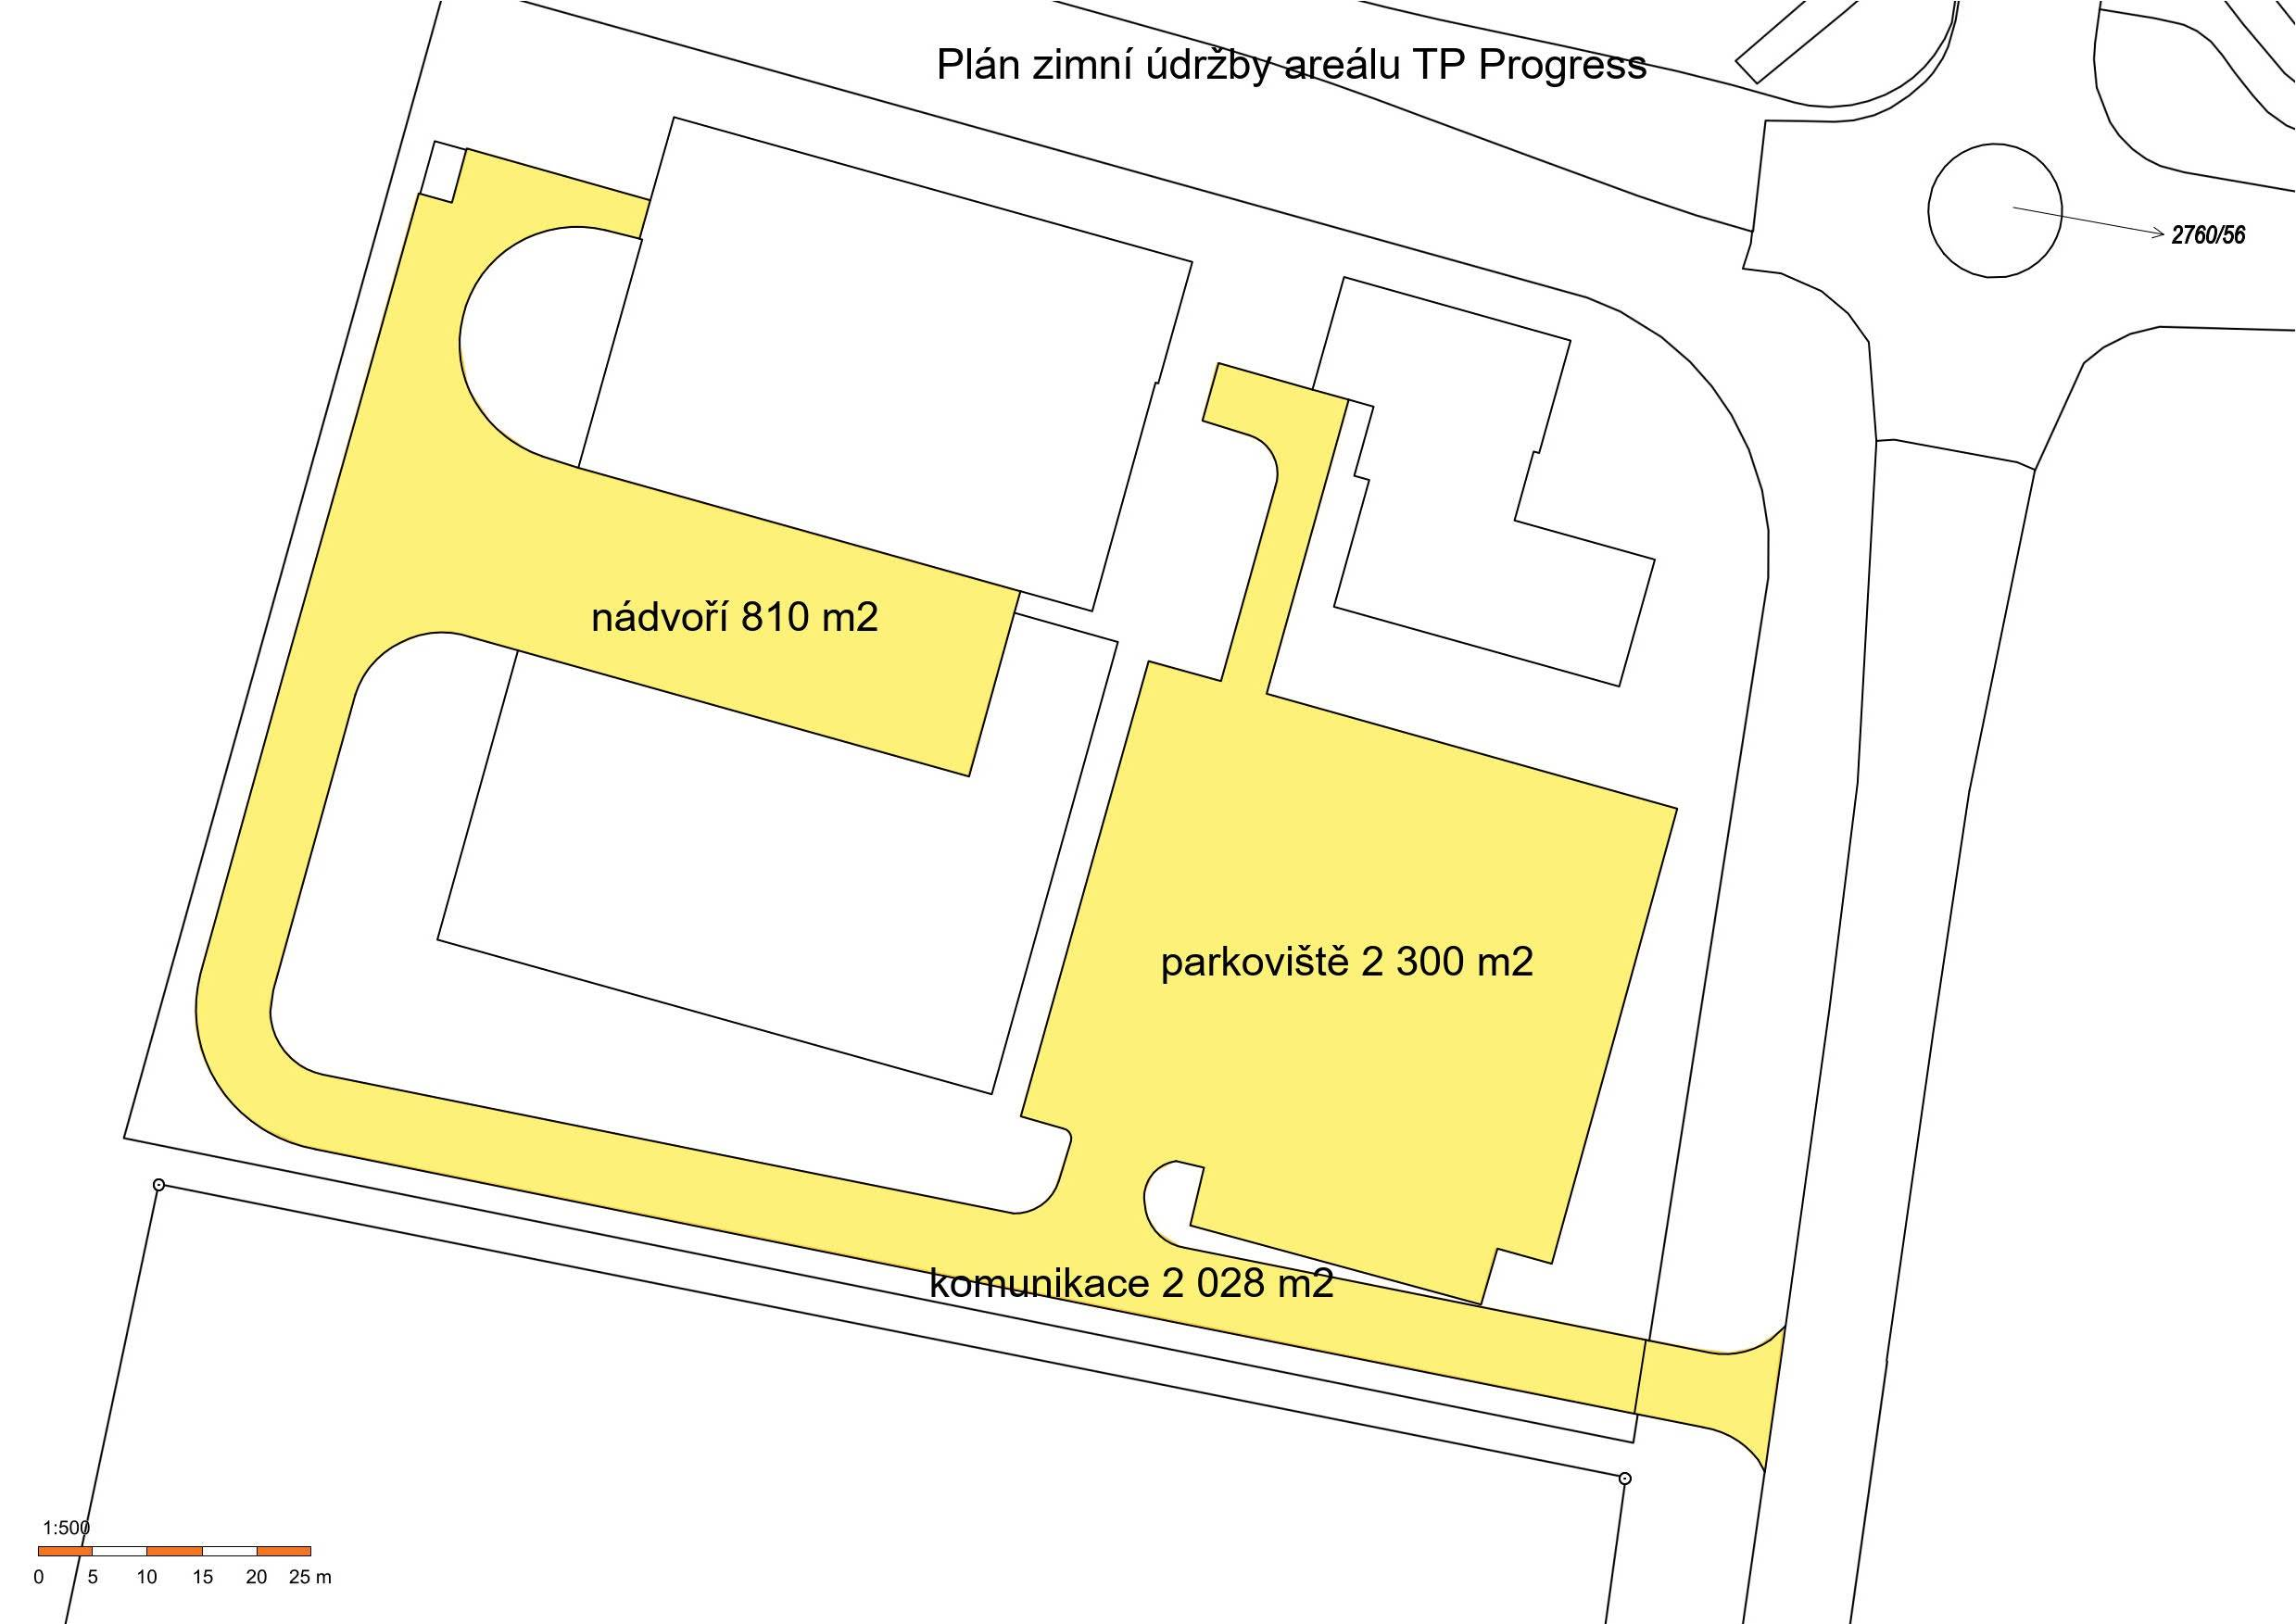 Plán zimní údržby areálu TP Progress
2760/56
nádvoří 810 m2
parkoviště 2 300 m2
komunikace 2 028 m2
1:500
0 5 10 15 20 25 m